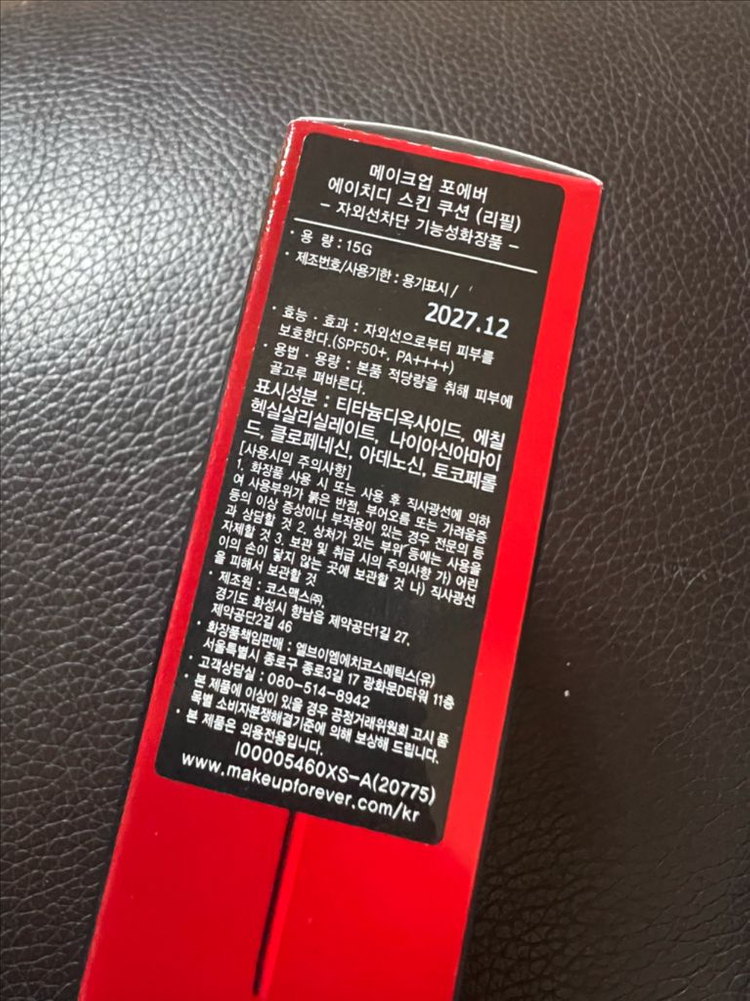 메이크업 포에버
에이치디 스킨 쿠션 (리필)
- 자외선차단 기능성화장품 -
· 용 량 : 15G
· 제조번호/사용기한 : 용기표시 /
2027.12
· 효능 · 효과 : 자외선으로부터 피부를
보호한다.(SPF50+, PA++++)
· 용법 · 용량 : 본품 적당량을 취해 피부에
골고루 펴바른다.
표시성분 : 티타늄디옥사이드, 에칠
헥실살리실레이트, 나이아신아마이
드, 클로페네신, 아데노신, 토코페롤
[사용시의 주의사항]
1. 화장품 사용 시 또는 사용 후 직사광선에 의하
여 사용부위가 붉은 반점, 부어오름 또는 가려움증
등의 이상 증상이나 부작용이 있는 경우 전문의 등
과 상담할 것 2. 상처가 있는 부위 등에는 사용을
자제할 것 3. 보관 및 취급 시의 주의사항 가) 어린
이의 손이 닿지 않는 곳에 보관할 것 나) 직사광선
을 피해서 보관할 것
· 제조원 : 코스맥스㈜,
경기도 화성시 향남읍 제약공단1길 27,
제약공단2길 46
· 화장품책임판매 : 엘브이엠에이치코스메틱스(유)
서울특별시 종로구 종로3길 17 광화문D타워 11층
· 고객상담실 : 080-514-8942
· 본 제품에 이상이 있을 경우 공정거래위원회 고시 품
목별 소비자분쟁해결기준에 의해 보상해 드립니다.
· 본 제품은 외용전용입니다.
I00005460XS-A(20775)
www.makeupforever.com/kr